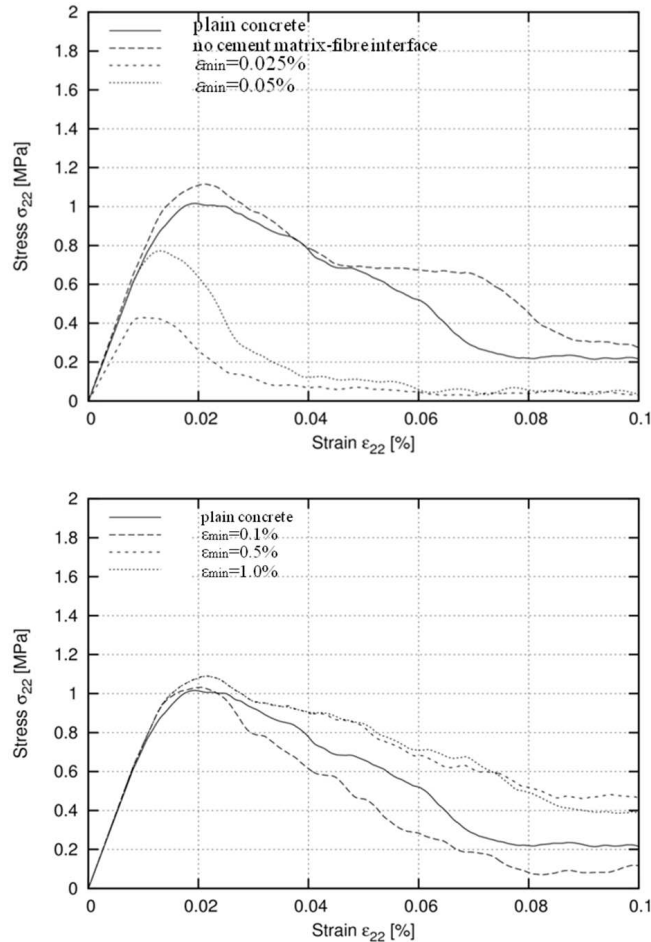 2
1.8
1.6
1.4
1.2
1
0.8
0.6
0.4
0.2
0
Stress σ22 [MPa]
plain concrete
no cement matrix-fibre interface
εmin=0.025%
εmin=0.05%
0 0.02 0.04 0.06 0.08 0.1
Strain ε22 [%]
2
1.8
1.6
1.4
1.2
1
0.8
0.6
0.4
0.2
0
Stress σ22 [MPa]
plain concrete
εmin=0.1%
εmin=0.5%
εmin=1.0%
0 0.02 0.04 0.06 0.08 0.1
Strain ε22 [%]